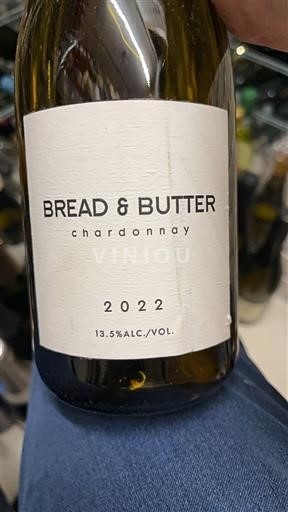 BREAD & BUTTER
chardonnay
VINIOU
2022
13.5%ALC./VOL.